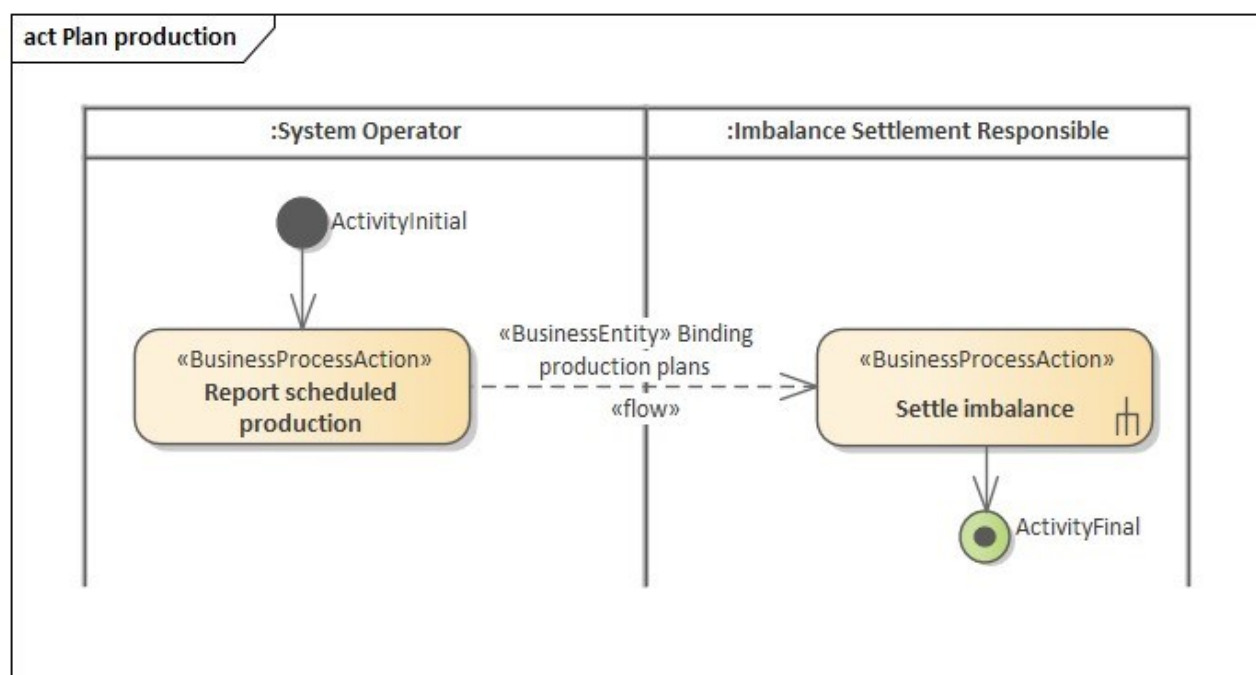 act Plan production
:System Operator
:Imbalance Settlement Responsible
ActivityInitial
«BusinessProcessAction»
Report scheduled
production
«BusinessEntity» Binding
production plans
«flow»
«BusinessProcessAction»
Settle imbalance
ActivityFinal